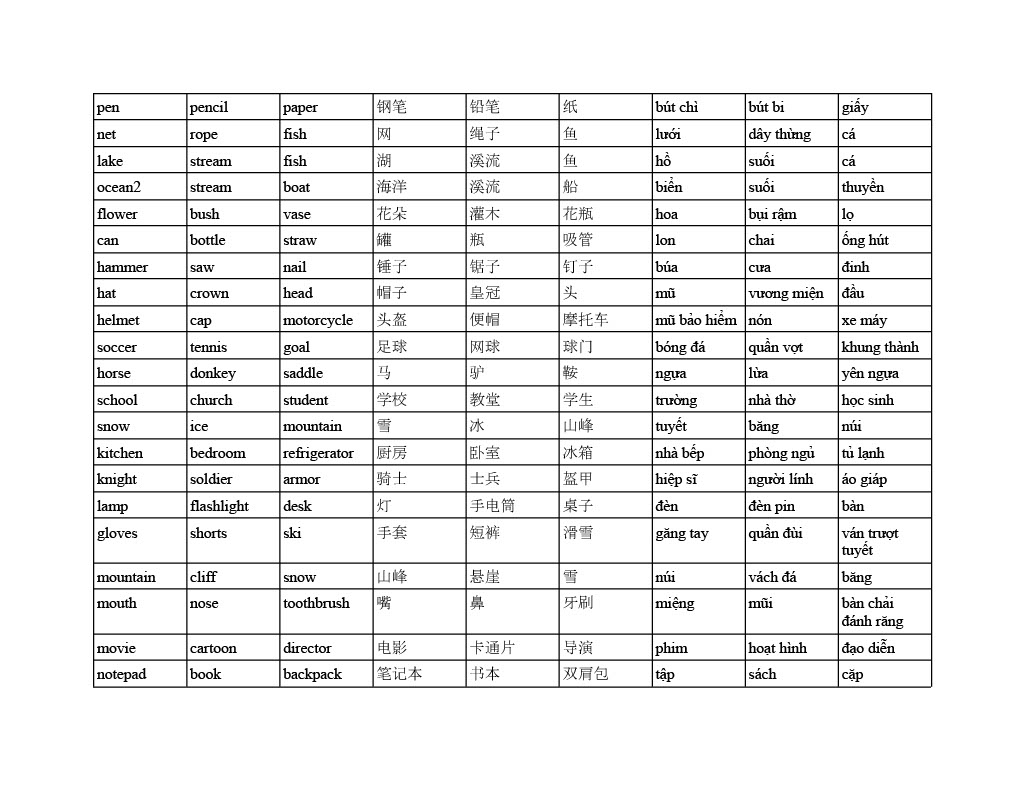 pen pencil paper 钢笔 铅笔 纸 bút chì bút bi giấy
net rope fish 网 绳子 鱼 lưới dây thừng cá
lake stream fish 湖 溪流 鱼 hồ suối cá
ocean2 stream boat 海洋 溪流 船 biển suối thuyền
flower bush vase 花朵 灌木 花瓶 hoa bụi rậm lọ
can bottle straw 罐 瓶 吸管 lon chai ống hút
hammer saw nail 锤子 锯子 钉子 búa cưa đinh
hat crown head 帽子 皇冠 头 mũ vương miện đầu
helmet cap motorcycle 头盔 便帽 摩托车 mũ bảo hiểm nón xe máy
soccer tennis goal 足球 网球 球门 bóng đá quần vợt khung thành
horse donkey saddle 马 驴 鞍 ngựa lừa yên ngựa
school church student 学校 教堂 学生 trường nhà thờ học sinh
snow ice mountain 雪 冰 山峰 tuyết băng núi
kitchen bedroom refrigerator 厨房 卧室 冰箱 nhà bếp phòng ngủ tủ lạnh
knight soldier armor 骑士 士兵 盔甲 hiệp sĩ người lính áo giáp
lamp flashlight desk 灯 手电筒 桌子 đèn đèn pin bàn
gloves shorts ski 手套 短裤 滑雪 găng tay quần đùi ván trượt
tuyết
mountain cliff snow 山峰 悬崖 雪 núi vách đá băng
mouth nose toothbrush 嘴 鼻 牙刷 miệng mũi bàn chải
đánh răng
movie cartoon director 电影 卡通片 导演 phim hoạt hình đạo diễn
notepad book backpack 笔记本 书本 双肩包 tập sách cặp